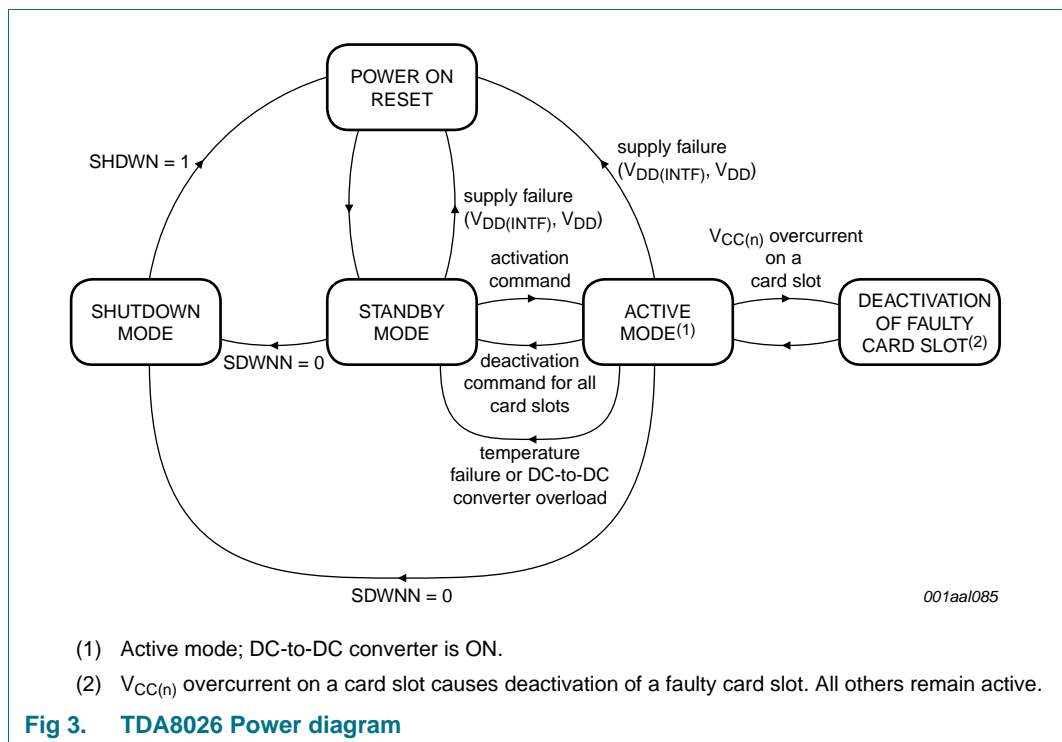 POWER ON
RESET
SHDWN = 1
supply failure
(VDD(INTF), VDD)
supply failure
(VDD(INTF), VDD)
VCC(n) overcurrent
on a
card slot
activation
command
SHUTDOWN
MODE
STANDBY
MODE
ACTIVE
MODE(1)
DEACTIVATION
OF FAULTY
CARD SLOT(2)
SDWNN = 0
deactivation
command for all
card slots
temperature
failure or DC-to-DC
converter overload
SDWNN = 0
001aal085
(1) Active mode; DC-to-DC converter is ON.
(2) VCC(n) overcurrent on a card slot causes deactivation of a faulty card slot. All others remain active.
Fig 3. TDA8026 Power diagram